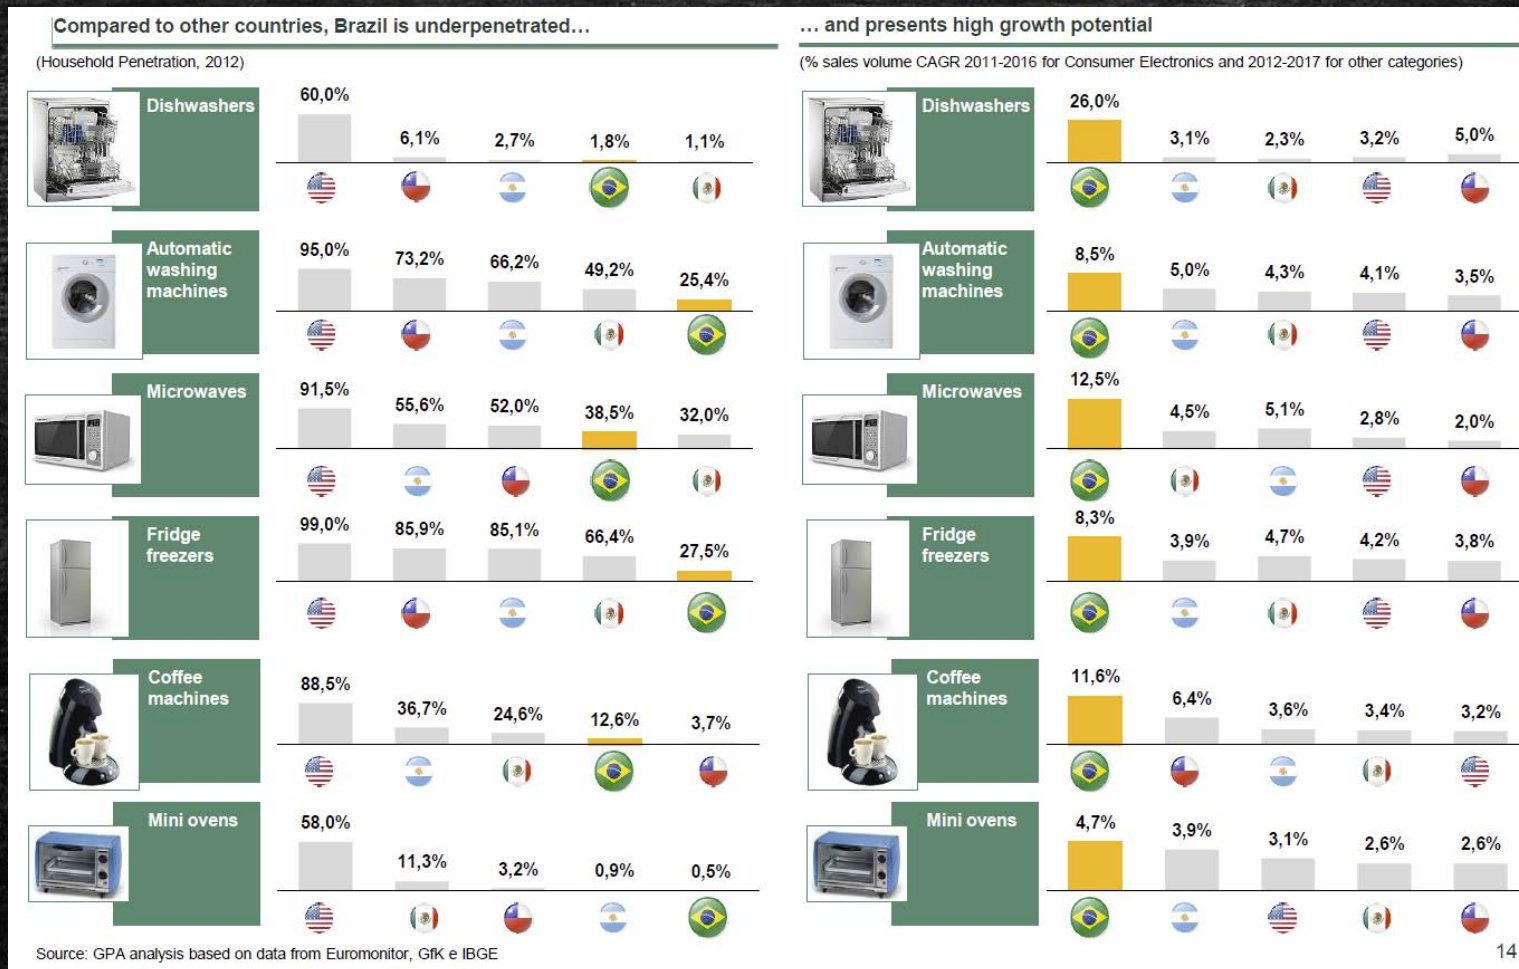 Compared to other countries, Brazil is underpenetrated…
(Household Penetration, 2012)
Dishwashers
60,0%
6,1%
2,7%
1,8%
1,1%
Automatic
washing
machines
95,0%
73,2%
66,2%
49,2%
25,4%
Microwaves
91,5%
55,6%
52,0%
38,5%
32,0%
Fridge
freezers
99,0%
85,9%
85,1%
66,4%
27,5%
Coffee
machines
88,5%
36,7%
24,6%
12,6%
3,7%
Mini ovens
58,0%
11,3%
3,2%
0,9%
0,5%
… and presents high growth potential
(% sales volume CAGR 2011-2016 for Consumer Electronics and 2012-2017 for other categories)
Dishwashers
26,0%
3,1%
2,3%
3,2%
5,0%
Automatic
washing
machines
8,5%
5,0%
4,3%
4,1%
3,5%
Microwaves
12,5%
4,5%
5,1%
2,8%
2,0%
Fridge
freezers
8,3%
3,9%
4,7%
4,2%
3,8%
Coffee
machines
11,6%
6,4%
3,6%
3,4%
3,2%
Mini ovens
4,7%
3,9%
3,1%
2,6%
2,6%
Source: GPA analysis based on data from Euromonitor, GfK e IBGE
14